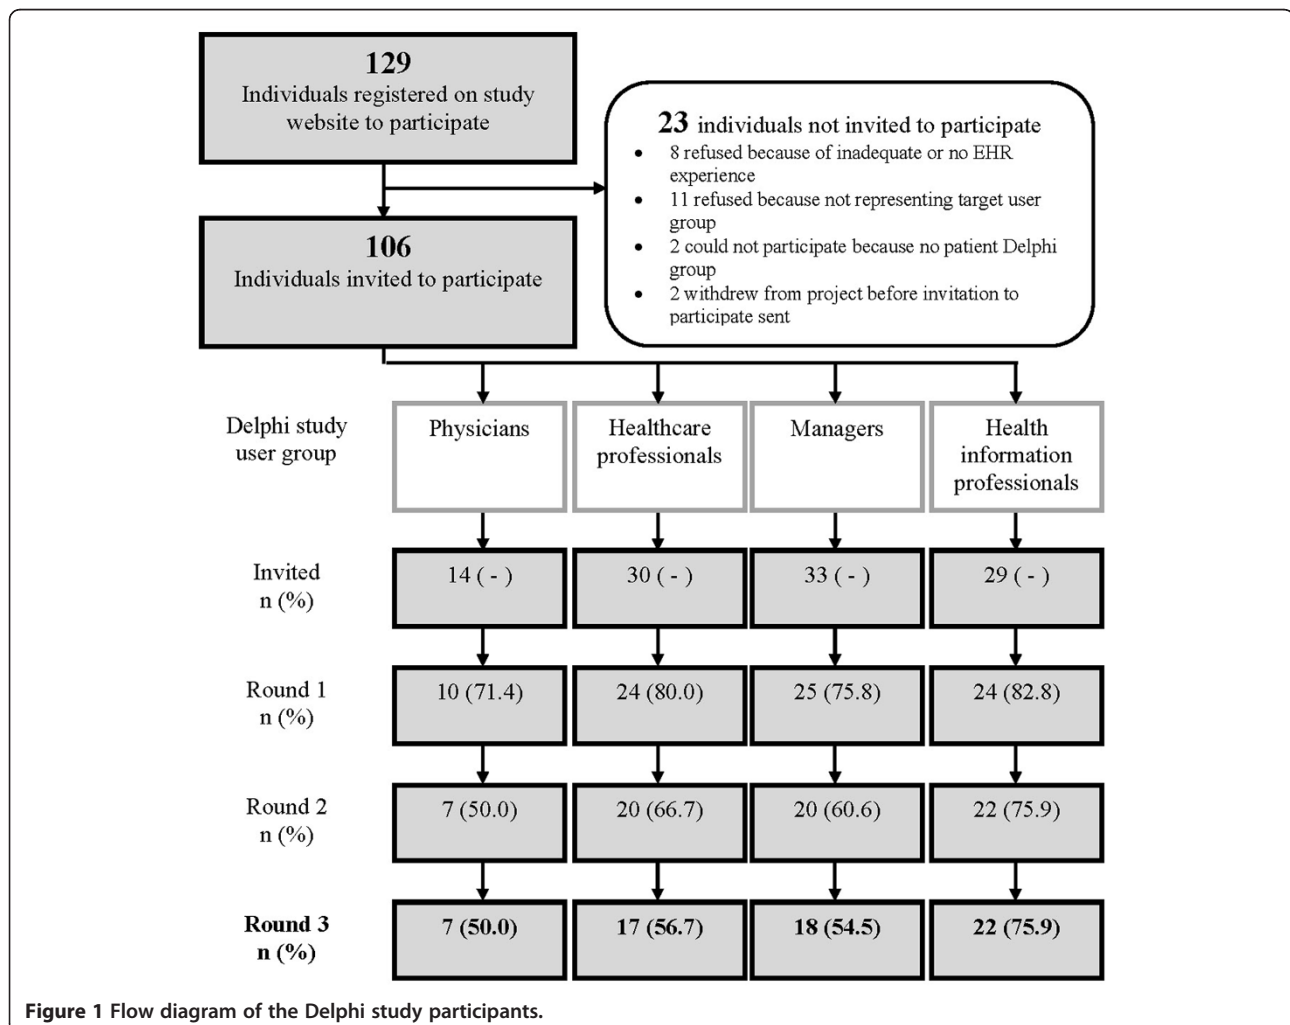 129
Individuals registered on study
website to participate
23 individuals not invited to participate
• 8 refused because of inadequate or no EHR
experience
• 11 refused because not representing target user
group
• 2 could not participate because no patient Delphi
group
• 2 withdrew from project before invitation to
participate sent
106
Individuals invited to participate
Delphi study
user group
Physicians
Healthcare
professionals
Managers
Health
information
professionals
Invited
n (%)
14 ( - )
30 ( - )
33 ( - )
29 ( - )
Round 1
n (%)
10 (71.4)
24 (80.0)
25 (75.8)
24 (82.8)
Round 2
n (%)
7 (50.0)
20 (66.7)
20 (60.6)
22 (75.9)
Round 3
n (%)
7 (50.0)
17 (56.7)
18 (54.5)
22 (75.9)
Figure 1 Flow diagram of the Delphi study participants.